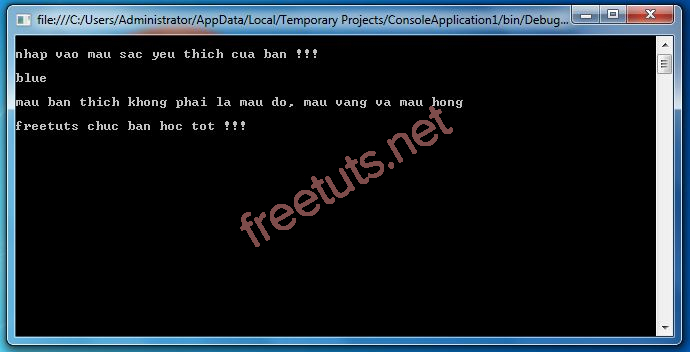 file:///C:/Users/Administrator/AppData/Local/Temporary Projects/ConsoleApplication1/bin/Debug...
nhap vao mau sac yeu thich cua ban !!!
blue
mau ban thich khong phai la mau do, mau vang va mau hong
freetuts chuc ban hoc tot !!!
freetuts.net